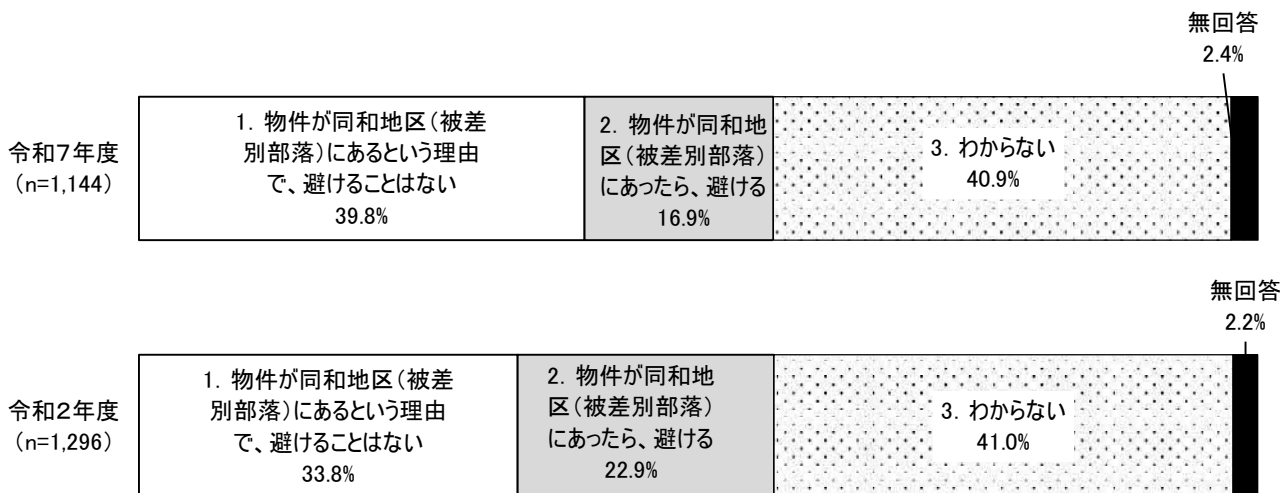 無回答
2.4%
令和7年度
(n=1,144)
1. 物件が同和地区(被差
別部落)にあるという理由
で、避けることはない
39.8%
2. 物件が同和地
区(被差別部落)
にあったら、避ける
16.9%
3. わからない
40.9%
無回答
2.2%
令和2年度
(n=1,296)
1. 物件が同和地区(被差
別部落)にあるという理由
で、避けることはない
33.8%
2. 物件が同和地
区(被差別部落)
にあったら、避ける
22.9%
3. わからない
41.0%